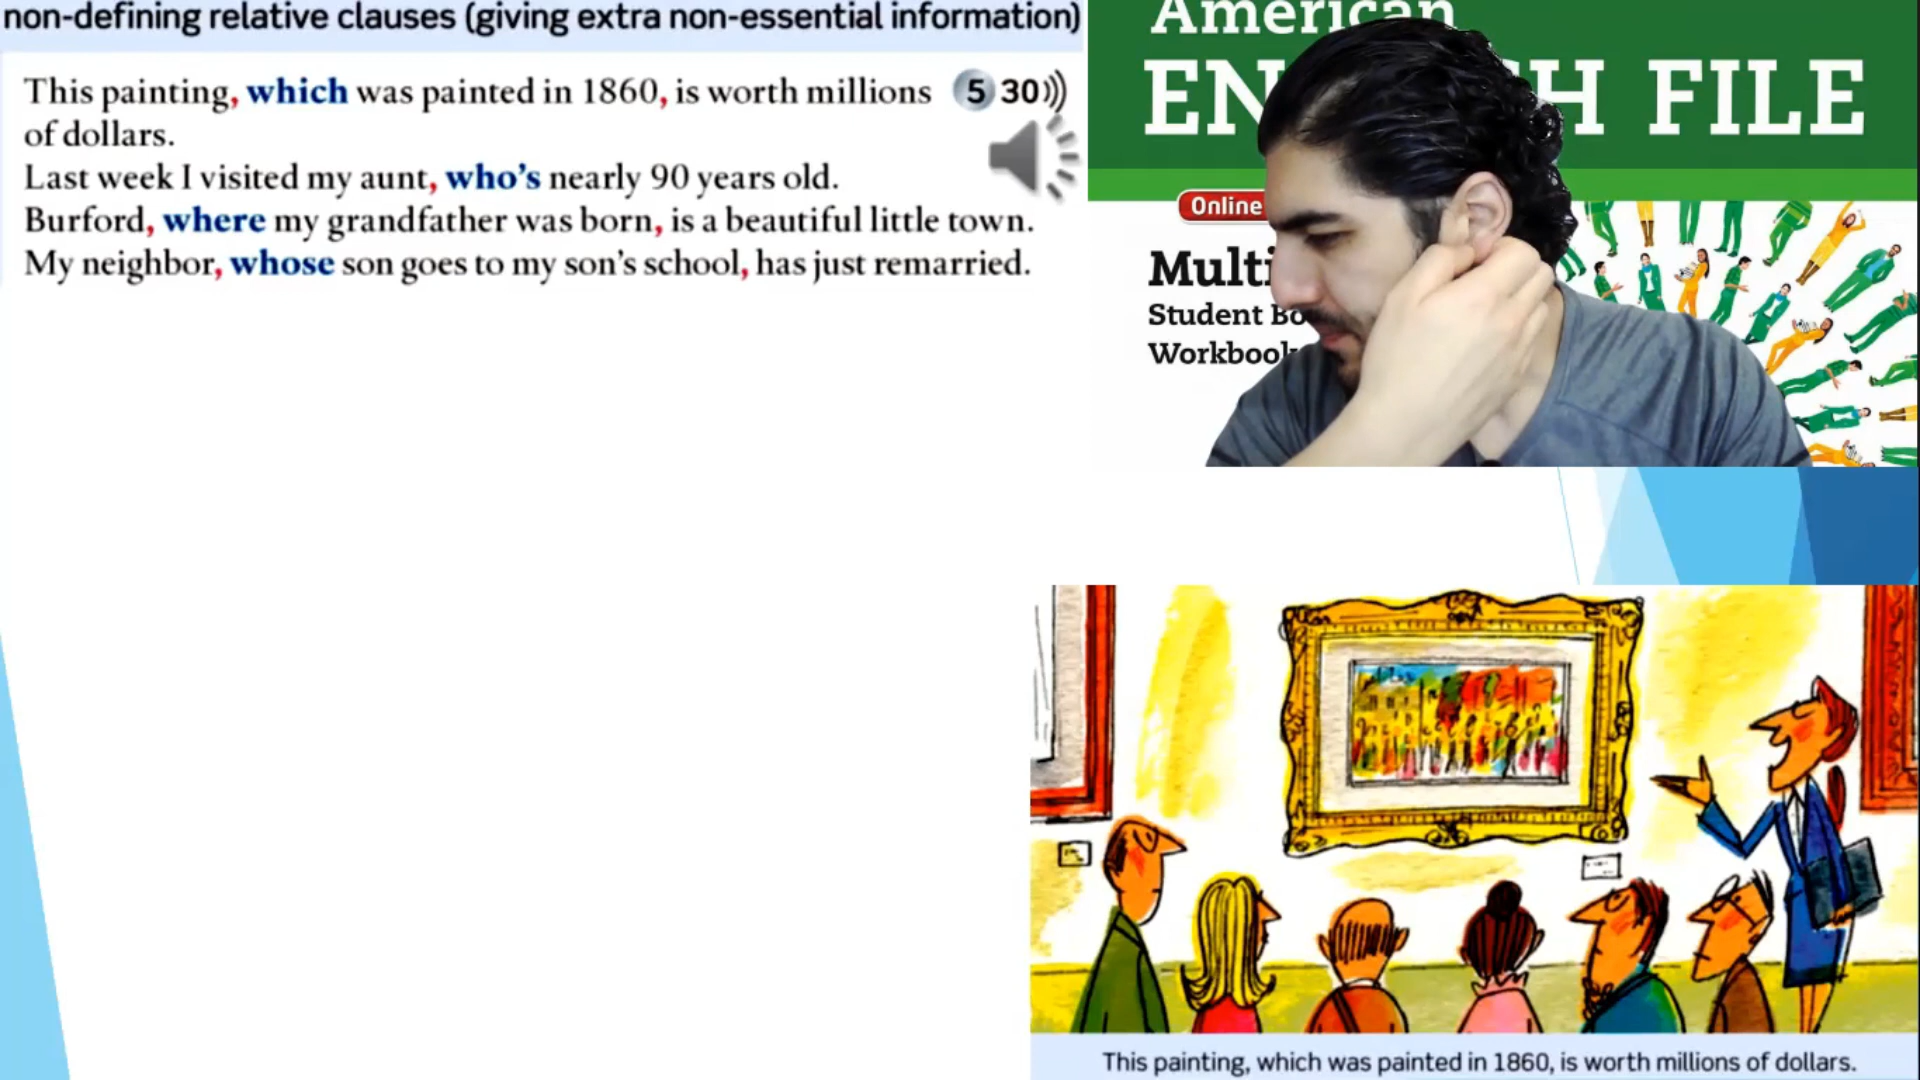 non-defining relative clauses (giving extra non-essential information)
This painting, which was painted in 1860, is worth millions
of dollars.
5 30
Last week I visited my aunt, who's nearly 90 years old.
Burford, where my grandfather was born, is a beautiful little town.
My neighbor, whose son goes to my son's school, has just remarried.
American
EN H FILE
Online
Multi
Student Bo
Workbook
This painting, which was painted in 1860, is worth millions of dollars.